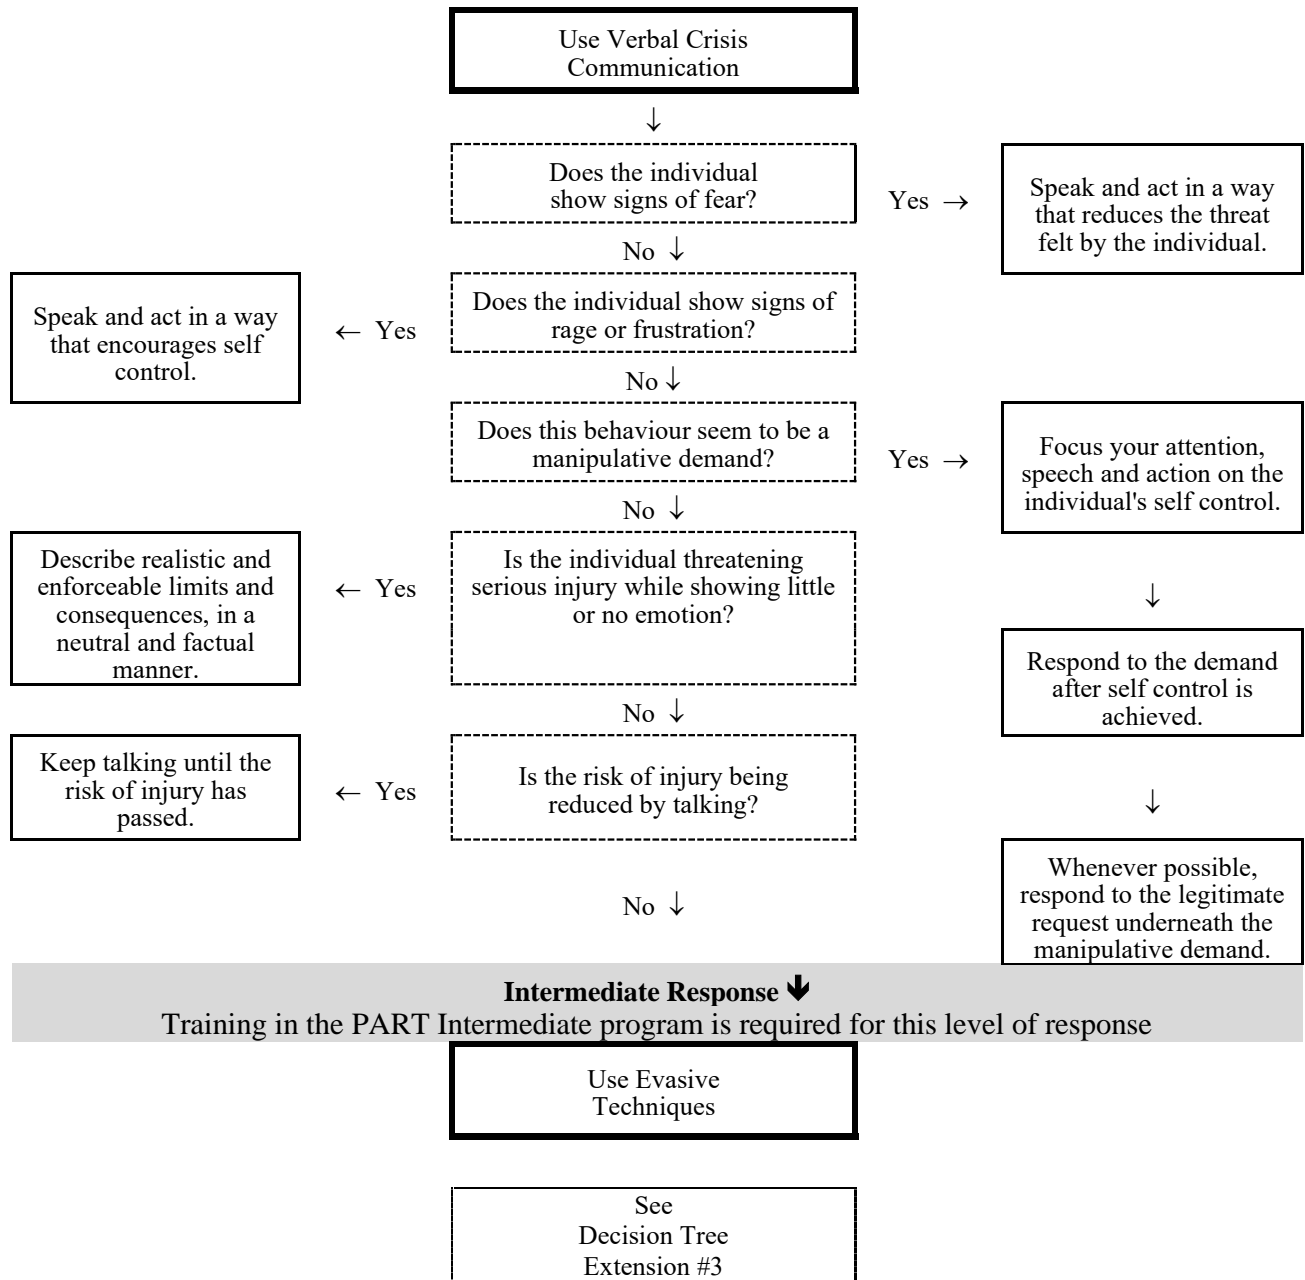 Use Verbal Crisis
Communication
↓
Does the individual
show signs of fear?
Yes →
Speak and act in a way
that reduces the threat
felt by the individual.
No ↓
Does the individual show signs of
rage or frustration?
← Yes
Speak and act in a way
that encourages self
control.
No ↓
Does this behaviour seem to be a
manipulative demand?
Yes →
Focus your attention,
speech and action on the
individual's self control.
↓
Respond to the demand
after self control is
achieved.
↓
Whenever possible,
respond to the legitimate
request underneath the
manipulative demand.
No ↓
Is the individual threatening
serious injury while showing little
or no emotion?
← Yes
Describe realistic and
enforceable limits and
consequences, in a
neutral and factual
manner.
No ↓
Is the risk of injury being
reduced by talking?
← Yes
Keep talking until the
risk of injury has
passed.
No ↓
Intermediate Response 🡻
Training in the PART Intermediate program is required for this level of response
Use Evasive
Techniques
See
Decision Tree
Extension #3